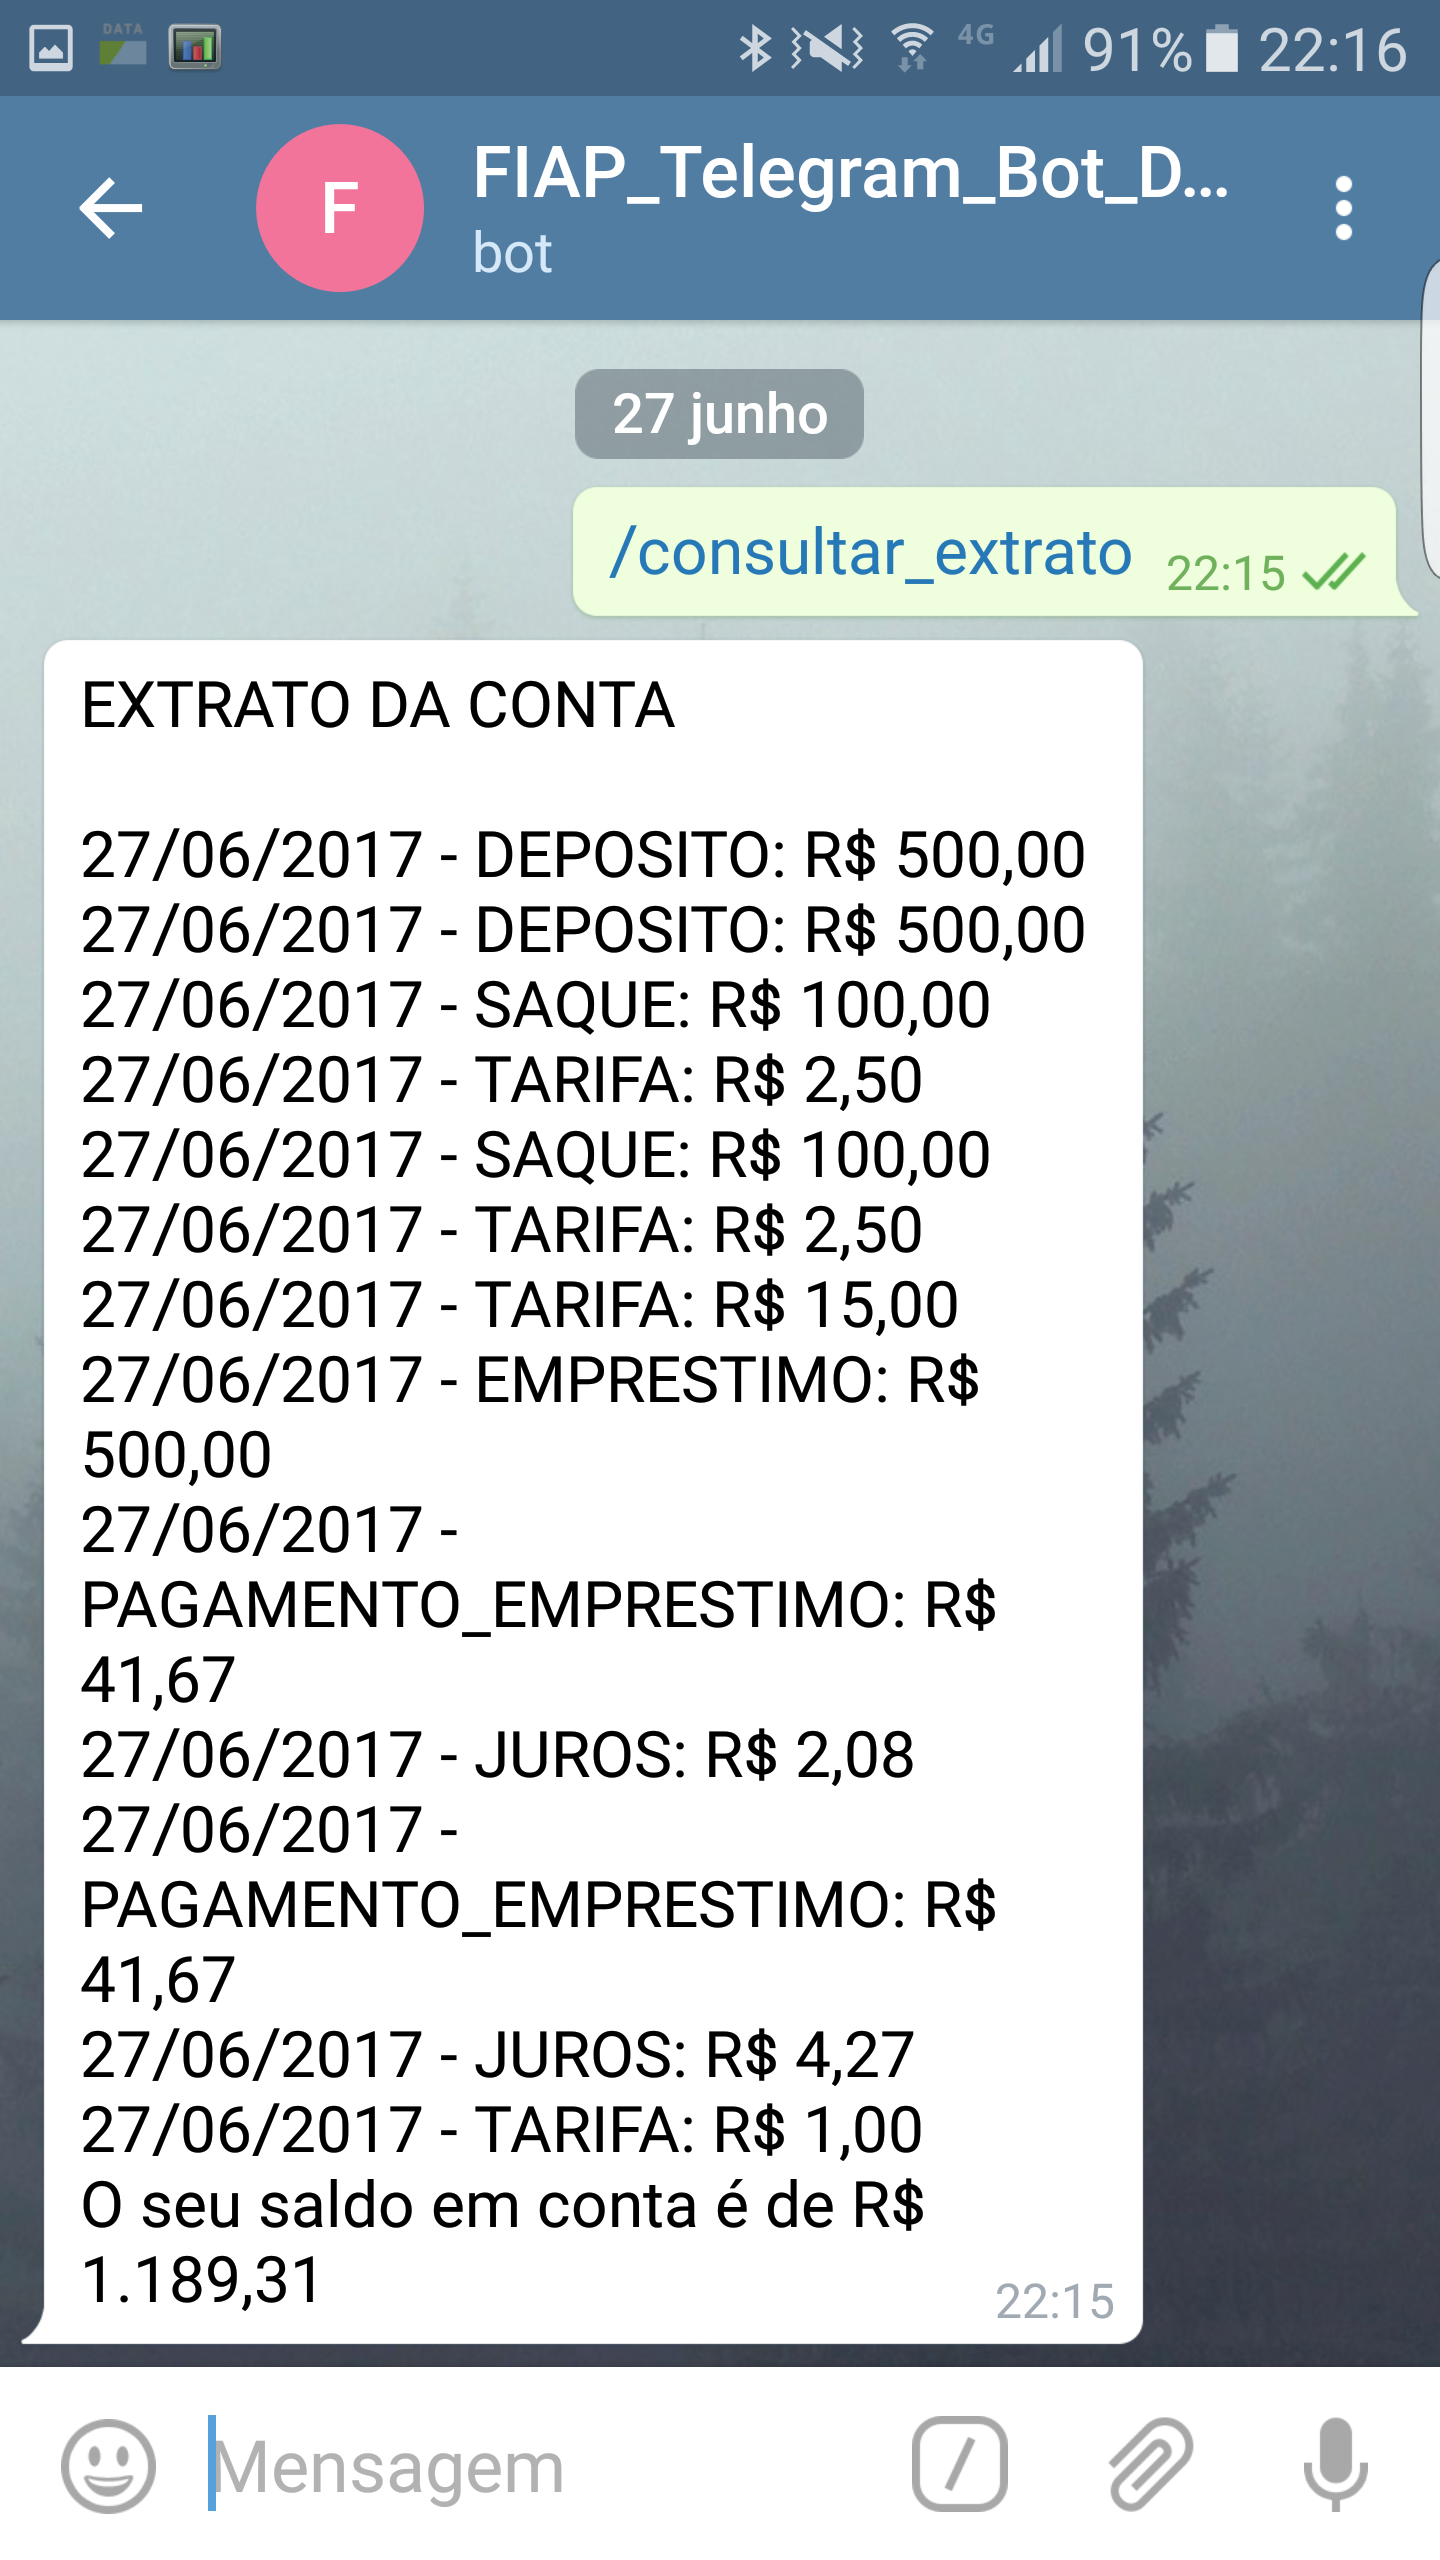 DATA
4G 91% 22:16
F
FIAP_Telegram_Bot_D...
bot
27 junho
/consultar_extrato 22:15
EXTRATO DA CONTA
27/06/2017 - DEPOSITO: R$ 500,00
27/06/2017 - DEPOSITO: R$ 500,00
27/06/2017 - SAQUE: R$ 100,00
27/06/2017 - TARIFA: R$ 2,50
27/06/2017 - SAQUE: R$ 100,00
27/06/2017 - TARIFA: R$ 2,50
27/06/2017 - TARIFA: R$ 15,00
27/06/2017 - EMPRESTIMO: R$
500,00
27/06/2017 -
PAGAMENTO_EMPRESTIMO: R$
41,67
27/06/2017 - JUROS: R$ 2,08
27/06/2017 -
PAGAMENTO_EMPRESTIMO: R$
41,67
27/06/2017 - JUROS: R$ 4,27
27/06/2017 - TARIFA: R$ 1,00
O seu saldo em conta é de R$
1.189,31
22:15
Mensagem